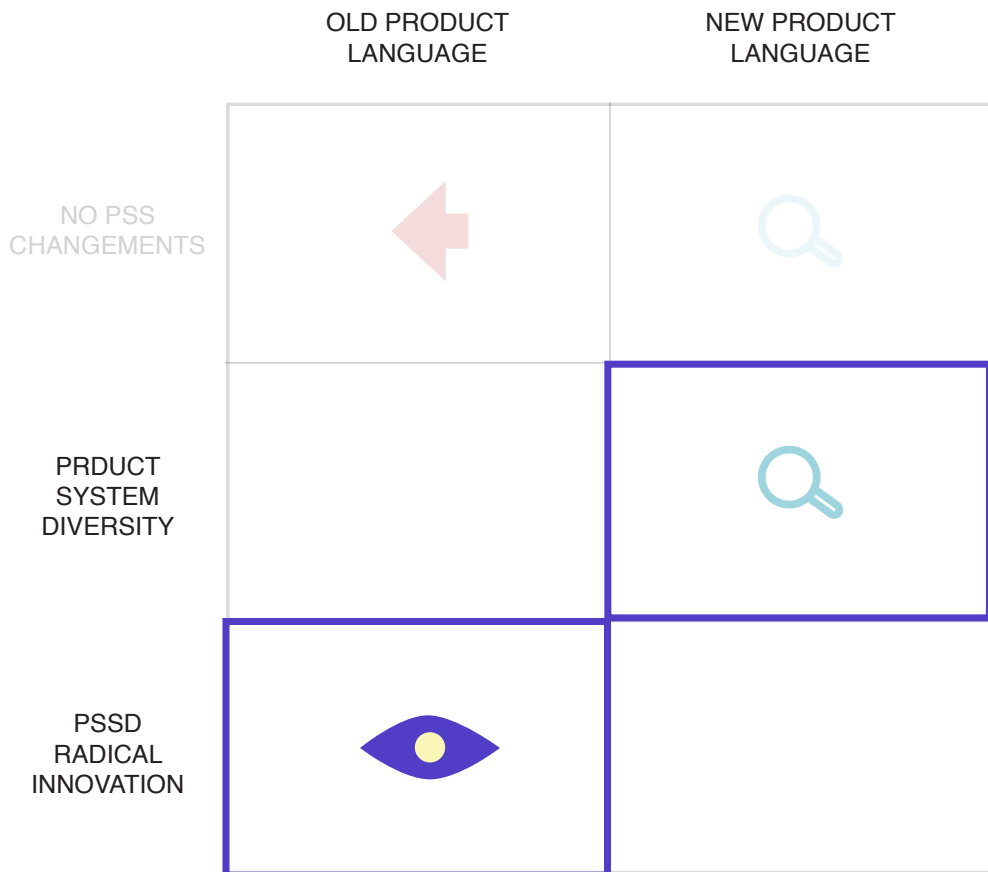 OLD PRODUCT
LANGUAGE
NEW PRODUCT
LANGUAGE
NO PSS
CHANGEMENTS
PRDUCT
SYSTEM
DIVERSITY
PSSD
RADICAL
INNOVATION